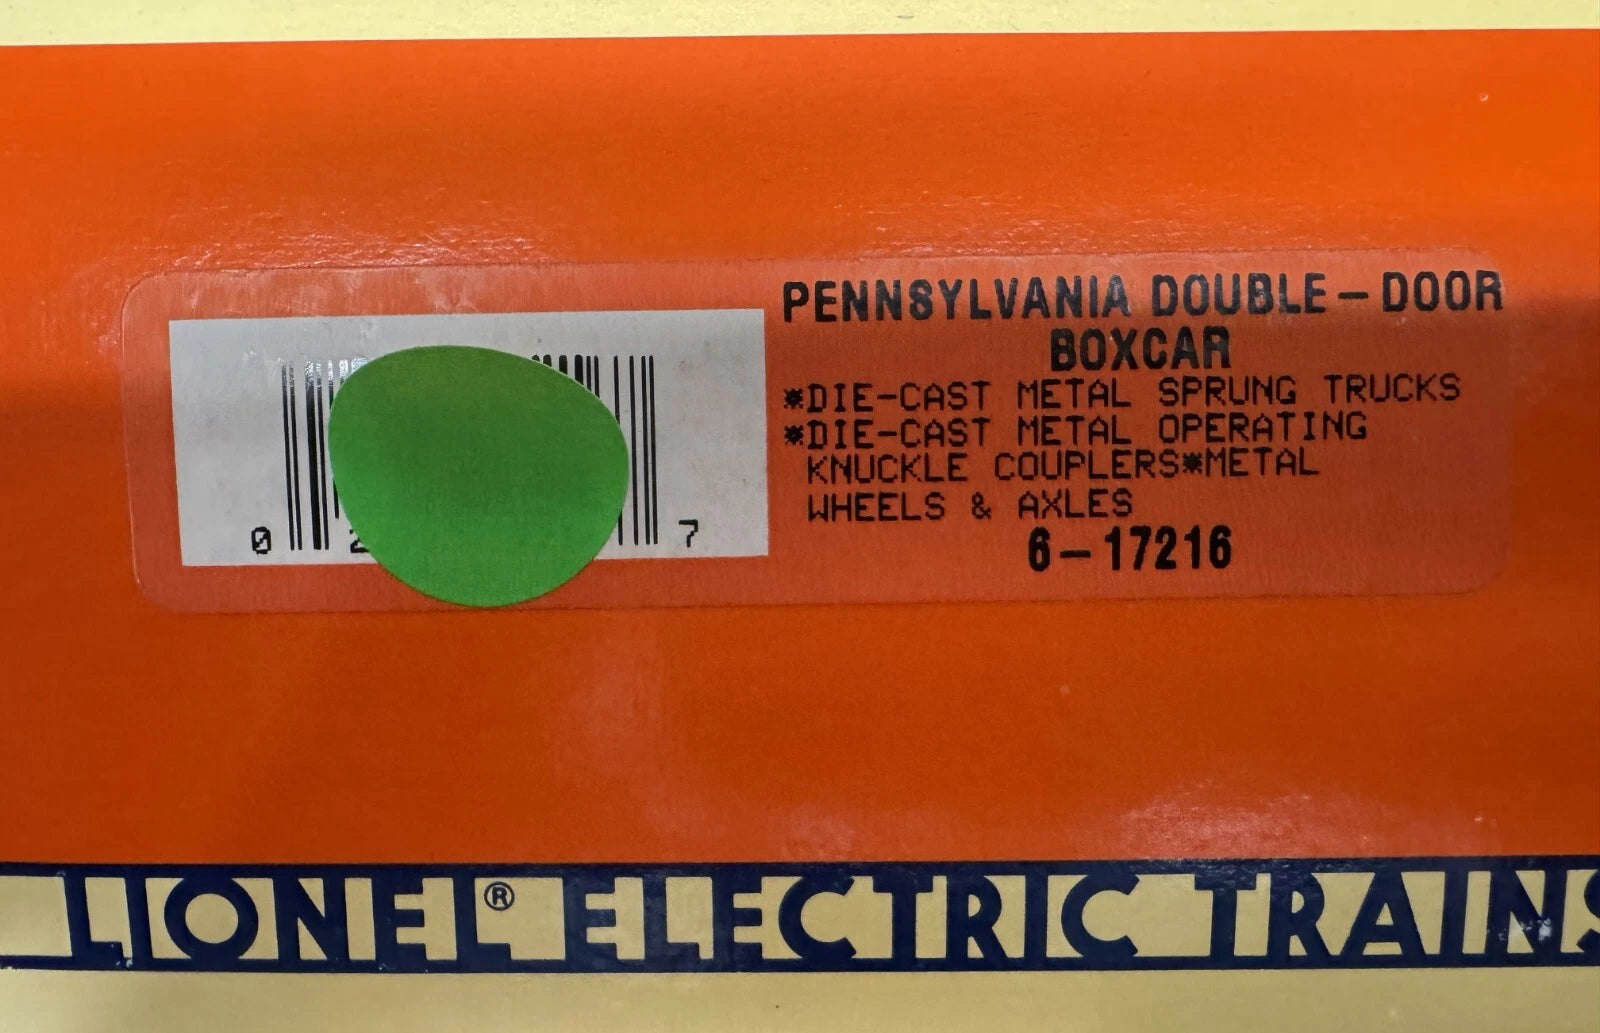 PENNSYLVANIA DOUBLE-DOOR
BOXCAR
*DIE-CAST METAL SPRUNG TRUCKS
*DIE-CAST METAL OPERATING
KNUCKLE COUPLERS*METAL
WHEELS & AXLES
6-17216
0 2 7
LIONEL® ELECTRIC TRAINS